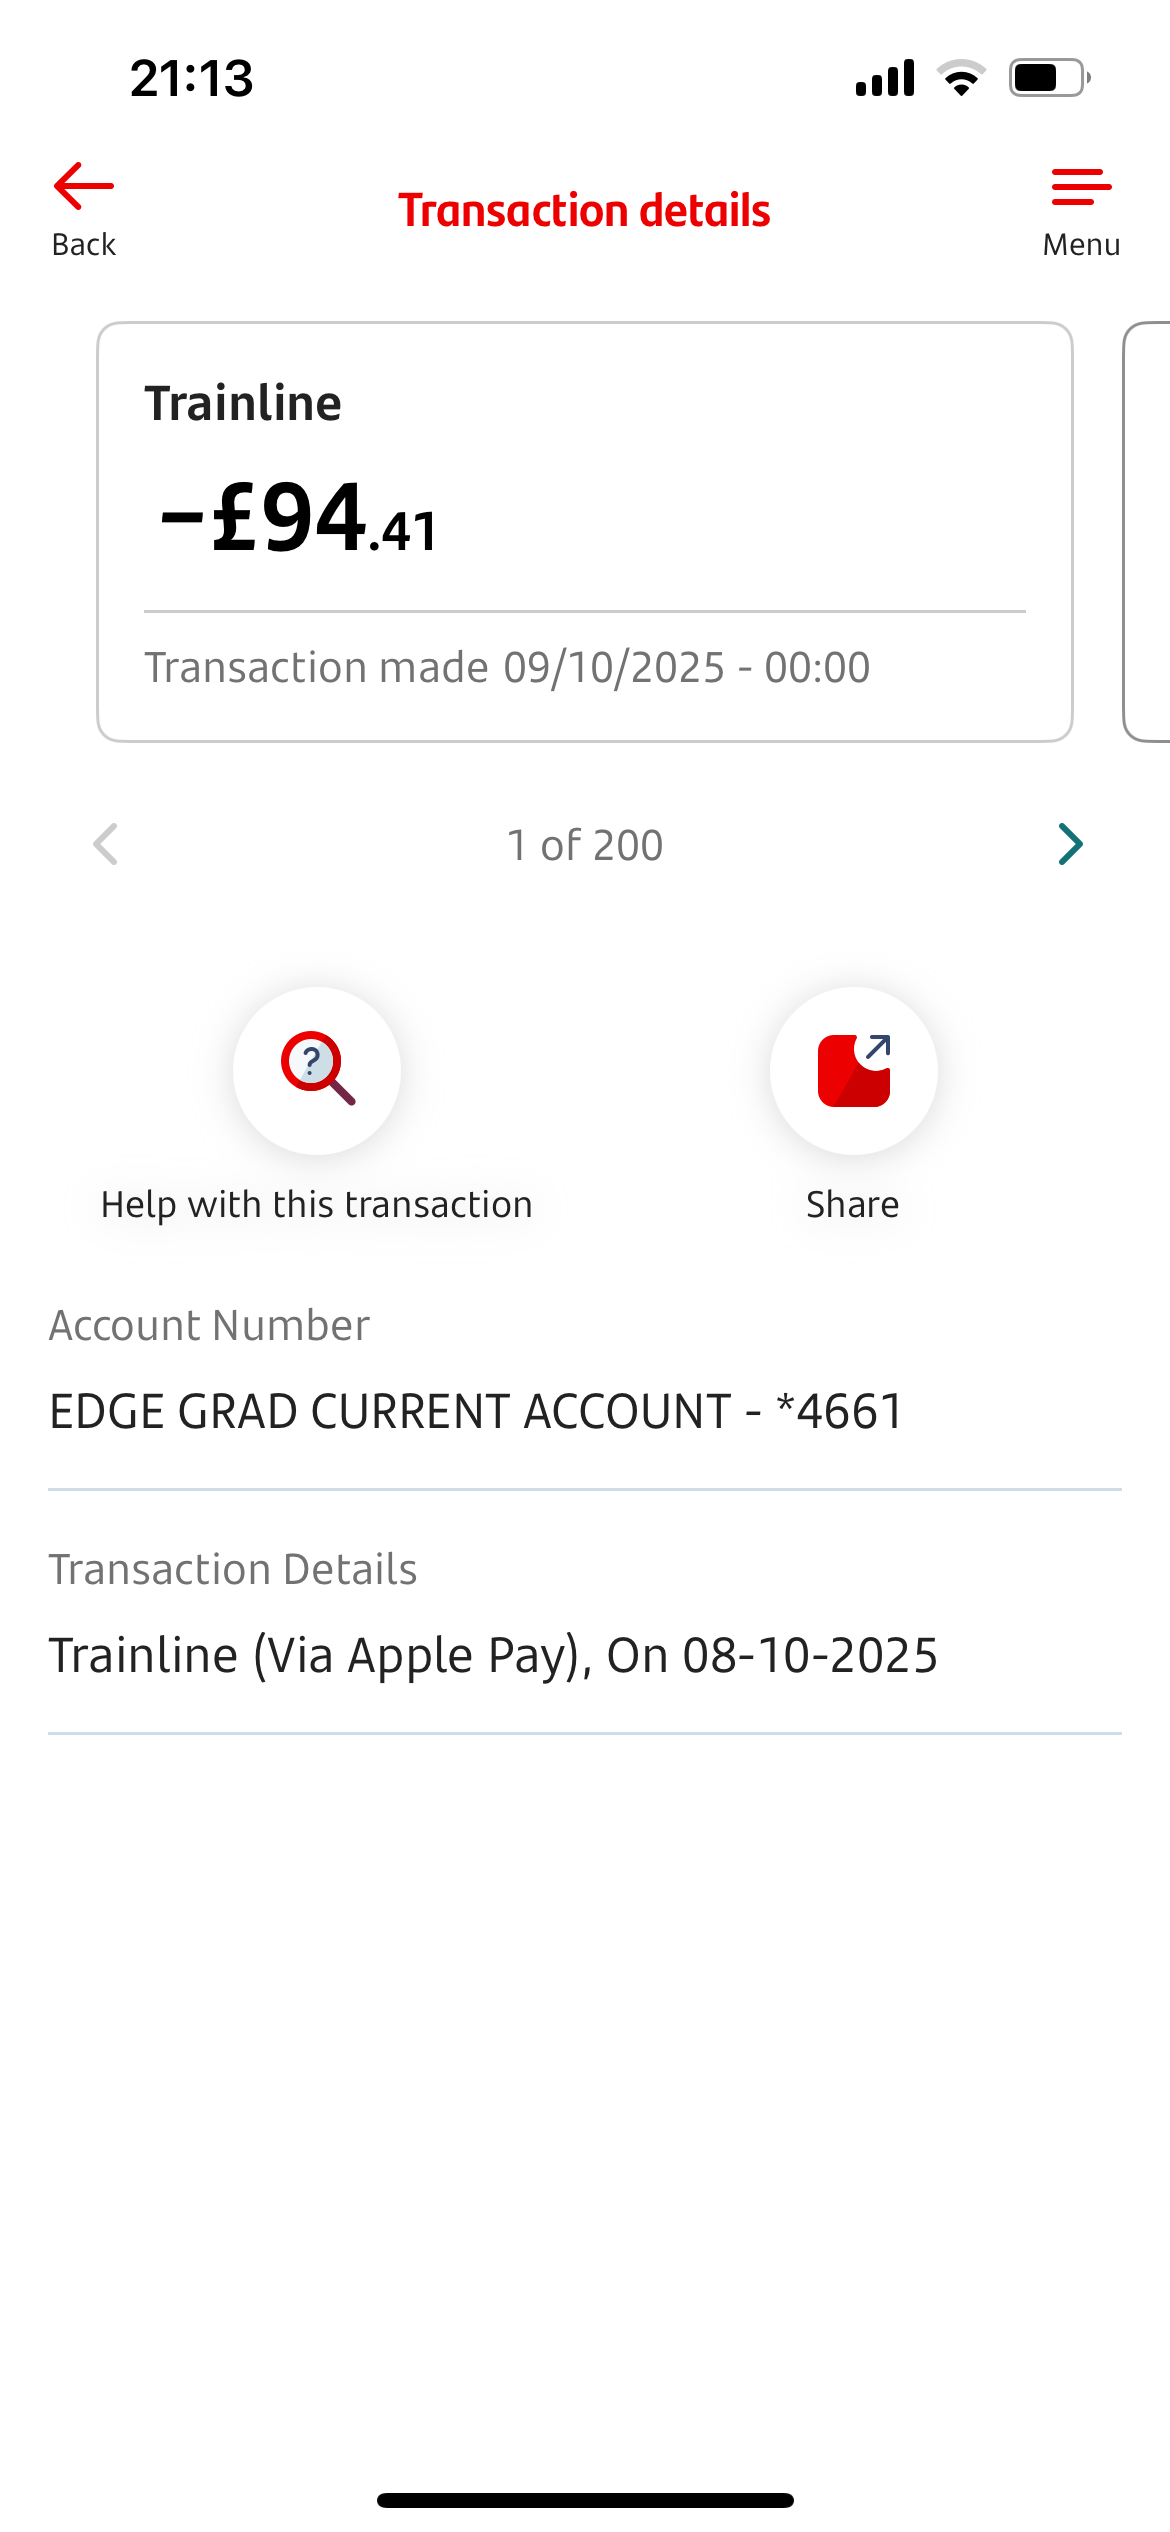 21:13
Back
Transaction details
Menu
Trainline
-£94.41
Transaction made 09/10/2025 - 00:00
1 of 200
?
Help with this transaction
Share
Account Number
EDGE GRAD CURRENT ACCOUNT - *4661
Transaction Details
Trainline (Via Apple Pay), On 08-10-2025